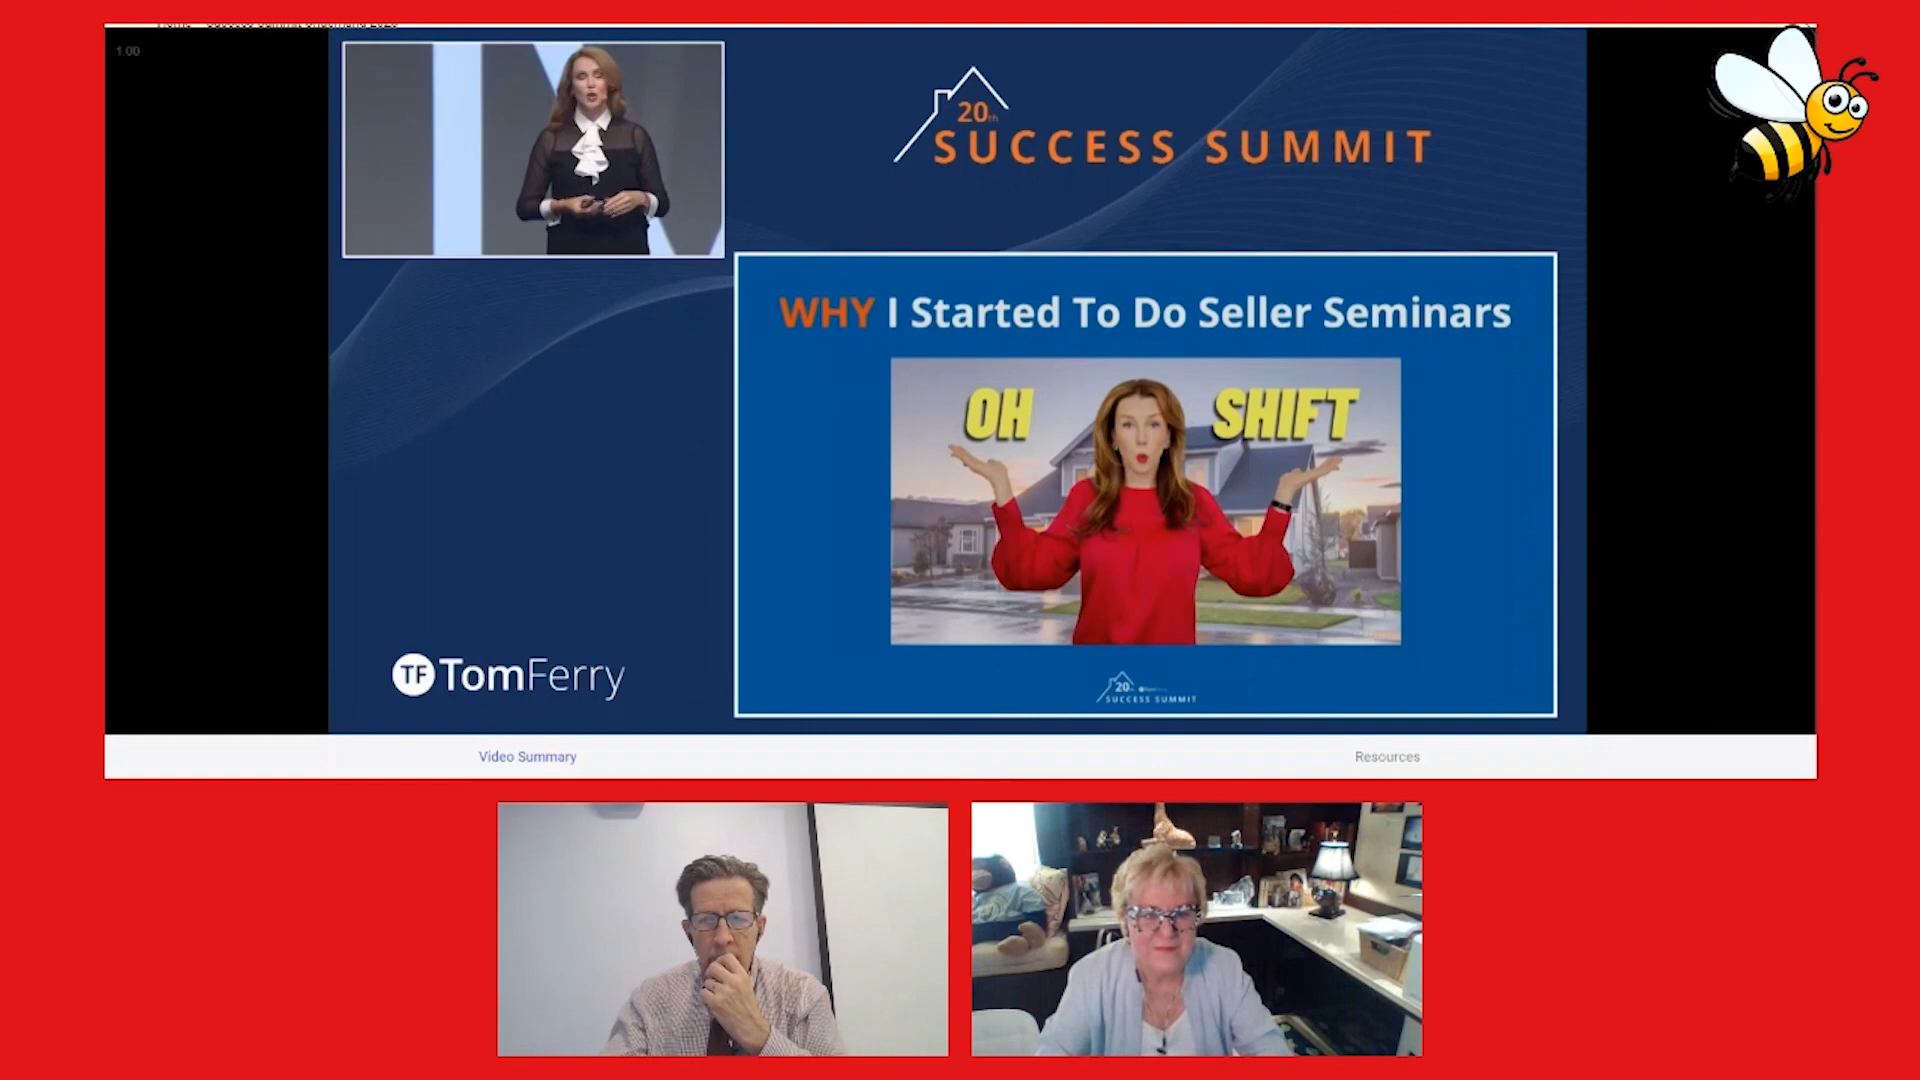 1.00
20th
SUCCESS SUMMIT
WHY I Started To Do Seller Seminars
OH SHIFT
TF TomFerry
20th
SUCCESS SUMMIT
Video Summary
Resources